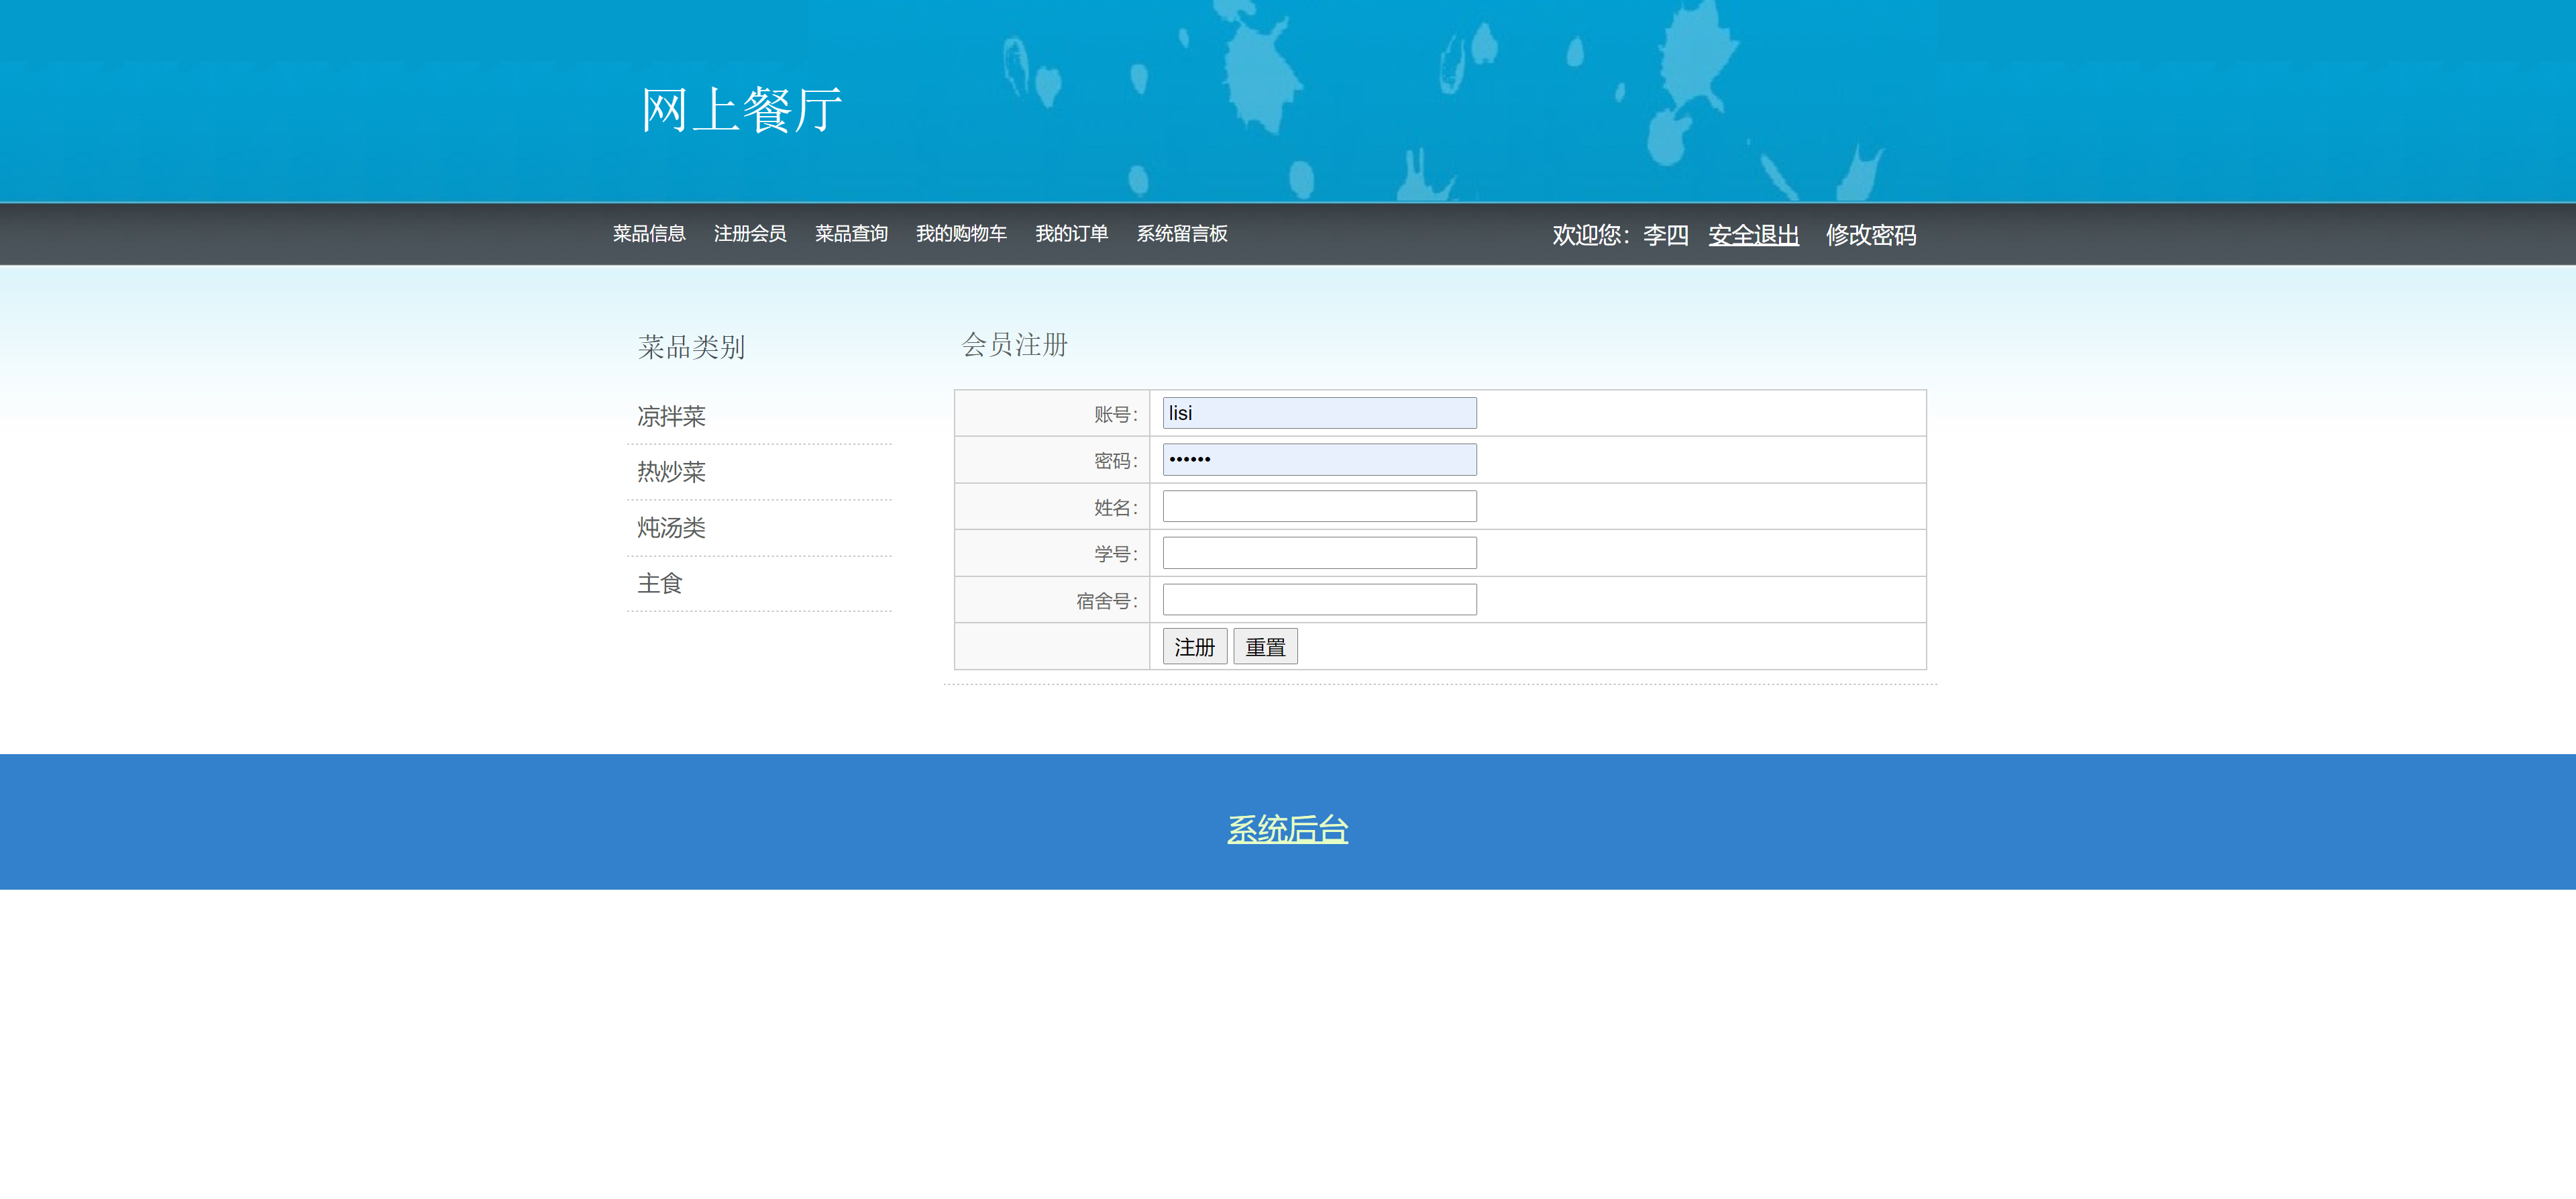 网上餐厅
菜品信息 注册会员 菜品查询 我的购物车 我的订单 系统留言板 欢迎您：李四 安全退出 修改密码
菜品类别
凉拌菜
热炒菜
炖汤类
主食
会员注册
账号： lisi
密码： ••••••
姓名：
学号：
宿舍号：
注册 重置
系统后台